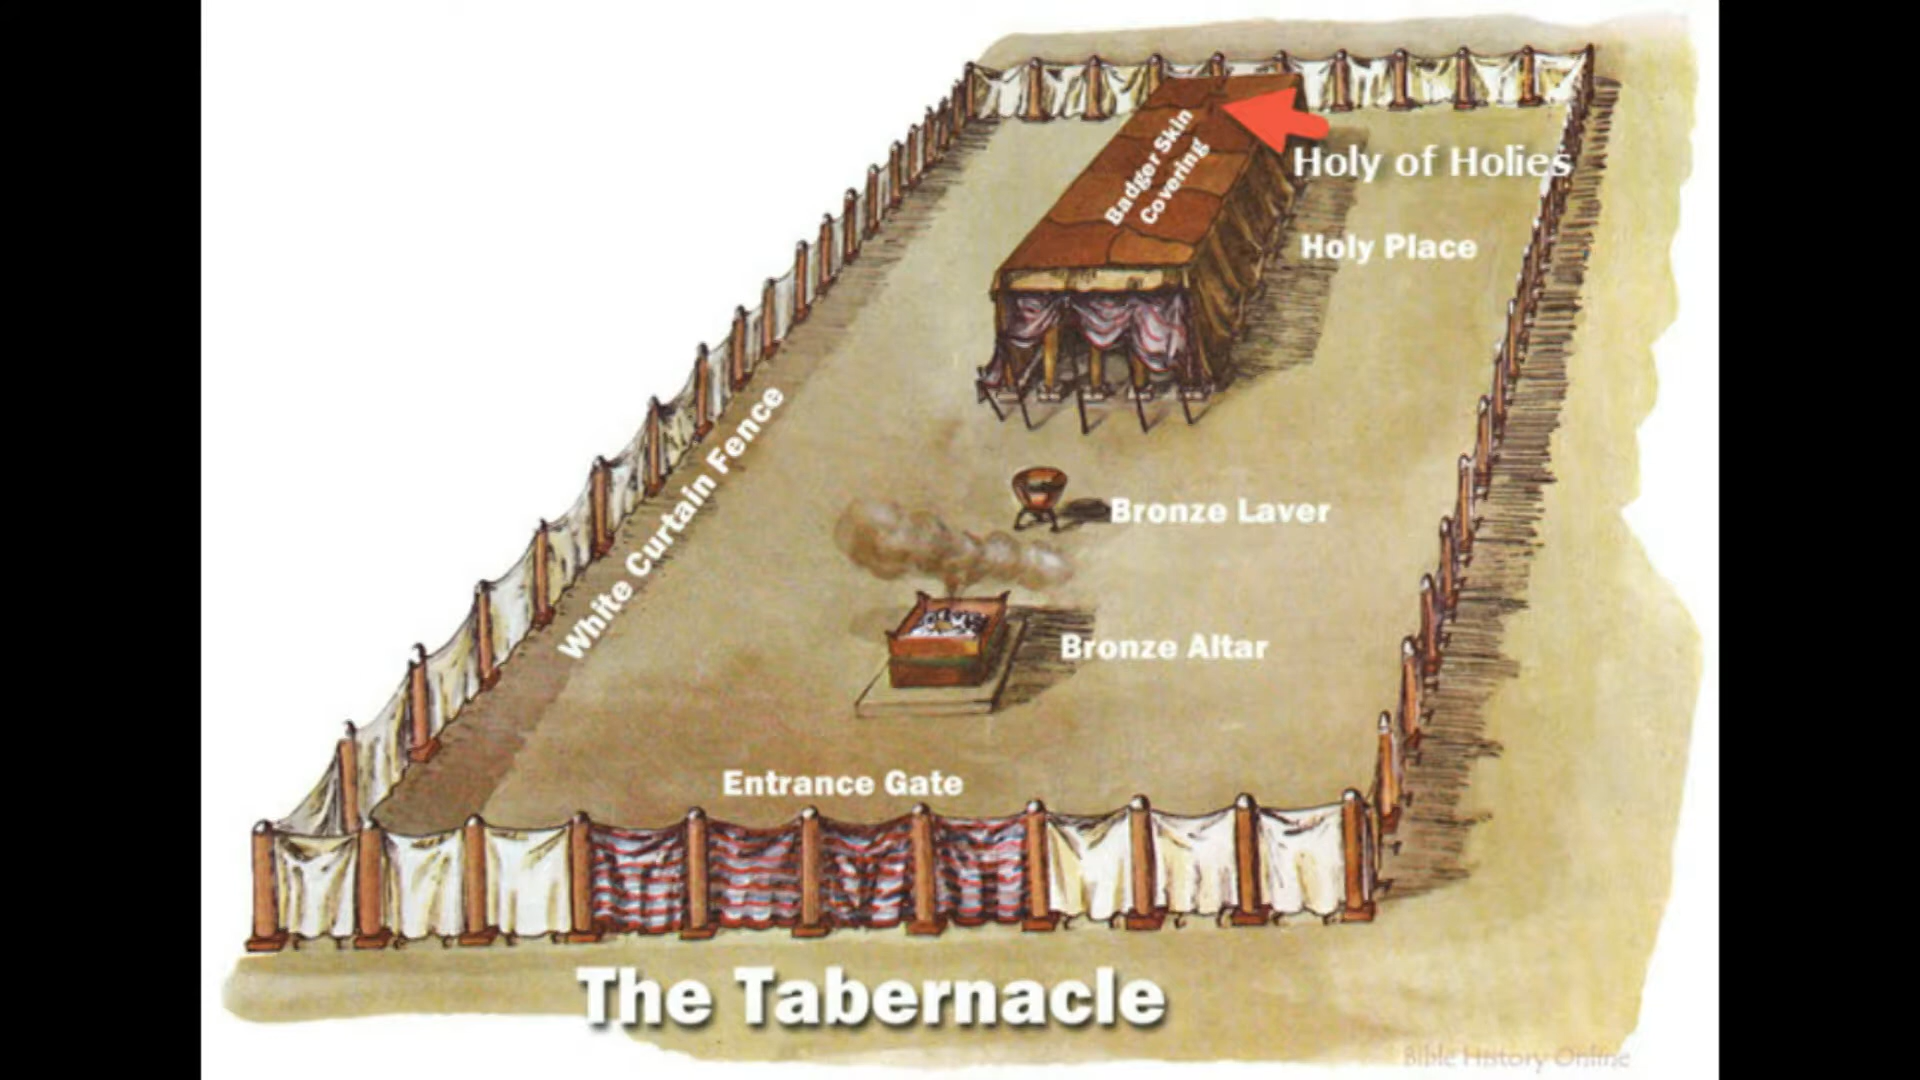 Badger Skin
Covering
Holy of Holies
Holy Place
White Curtain Fence
Bronze Laver
Bronze Altar
Entrance Gate
The Tabernacle
Bible History Online